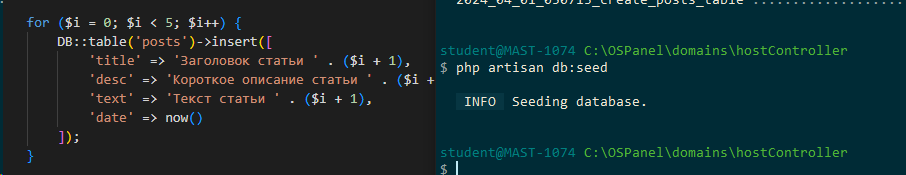 for ($i = 0; $i < 5; $i++) {
DB::table('posts')->insert([
'title' => 'Заголовок статьи ' . ($i + 1),
'desc' => 'Короткое описание статьи ' . ($i +
'text' => 'Текст статьи ' . ($i + 1),
'date' => now()
]);
}
student@MAST-1074 C:\OSPanel\domains\hostController
$ php artisan db:seed
INFO Seeding database.
student@MAST-1074 C:\OSPanel\domains\hostController
$